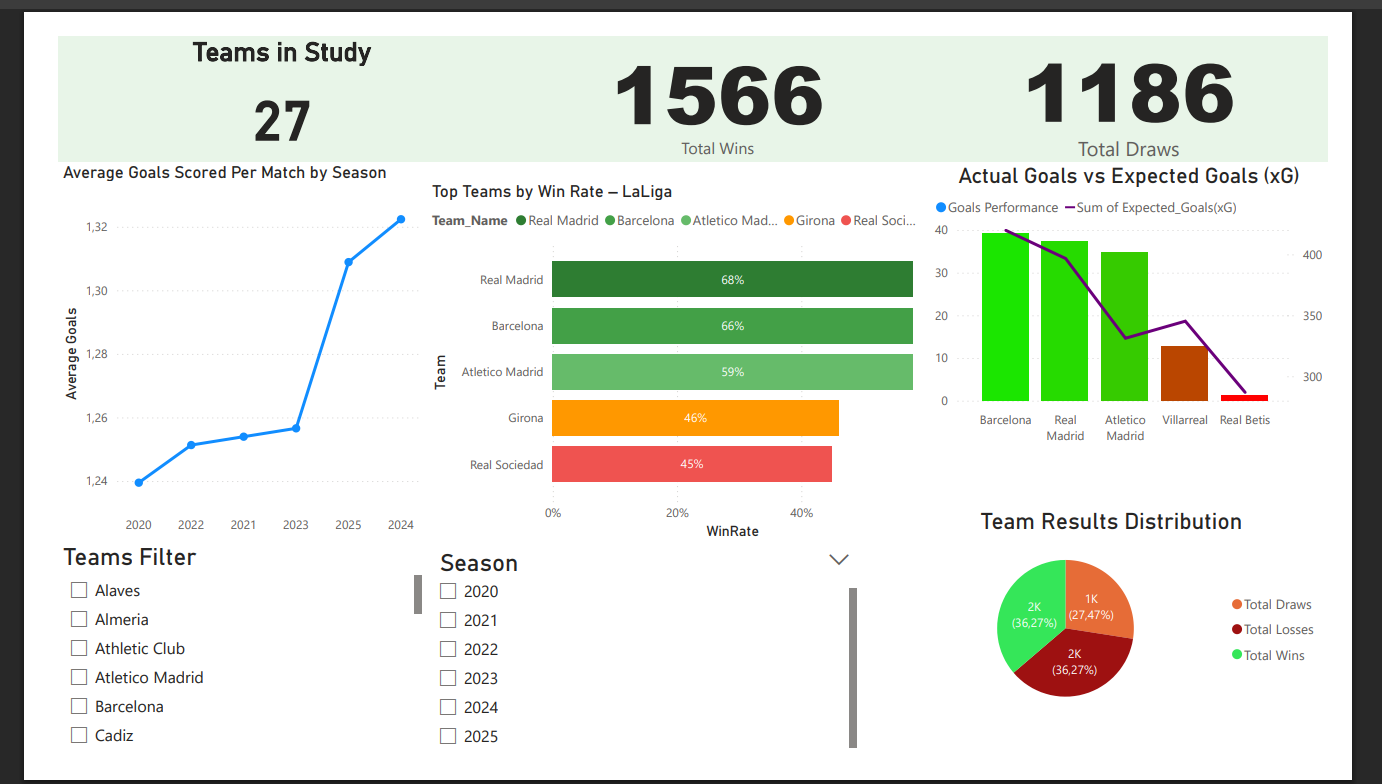 Teams in Study
27
1566
Total Wins
1186
Total Draws
Average Goals Scored Per Match by Season
Average Goals
1,32
1,30
1,28
1,26
1,24
2020 2022 2021 2023 2025 2024
Top Teams by Win Rate – LaLiga
Team_Name Real Madrid Barcelona Atletico Mad... Girona Real Soci...
Team
Real Madrid 68%
Barcelona 66%
Atletico Madrid 59%
Girona 46%
Real Sociedad 45%
0% 20% 40%
WinRate
Actual Goals vs Expected Goals (xG)
Goals Performance Sum of Expected_Goals(xG)
40
30
20
10
0
400
350
300
Barcelona
Real
Madrid
Atletico
Madrid
Villarreal
Real Betis
Teams Filter
Alaves
Almeria
Athletic Club
Atletico Madrid
Barcelona
Cadiz
Season
2020
2021
2022
2023
2024
2025
Team Results Distribution
1K
(27,47%)
2K
(36,27%)
2K
(36,27%)
Total Draws
Total Losses
Total Wins